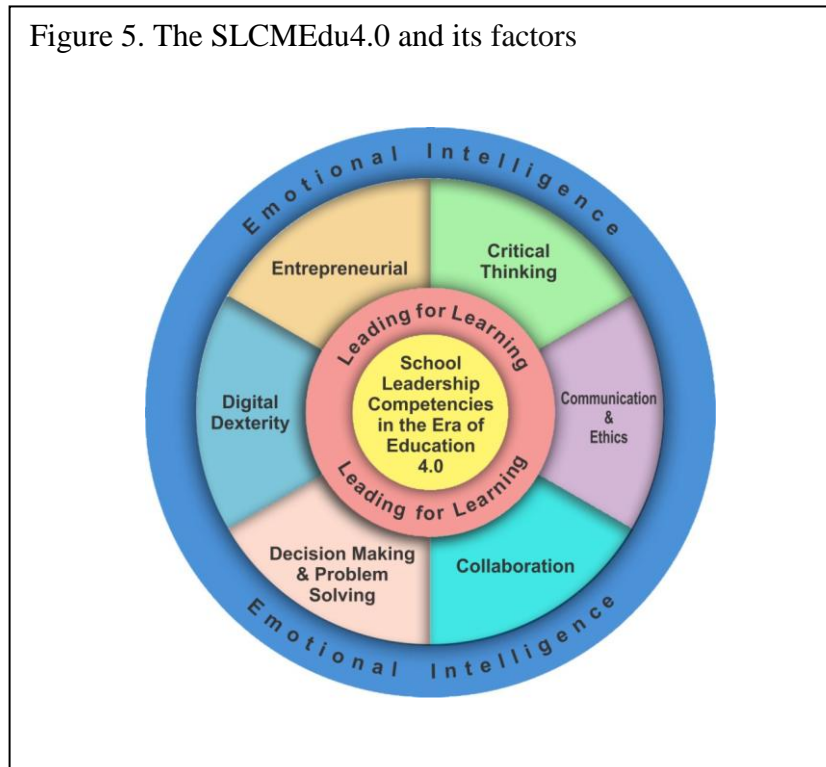 Figure 5. The SLCMEdu4.0 and its factors
Emotional Intelligence
Entrepreneurial
Critical
Thinking
Leading for Learning
School
Leadership
Competencies
in the Era of
Education
4.0
Digital
Dexterity
Communication
&
Ethics
Leading for Learning
Decision Making
& Problem
Solving
Collaboration
Emotional Intelligence